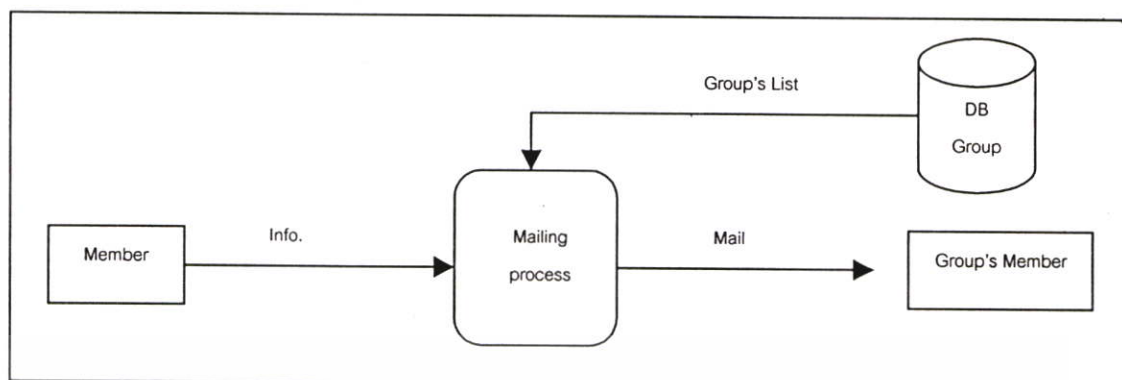 Group's List
DB
Group
Member
Info.
Mailing
process
Mail
Group's Member